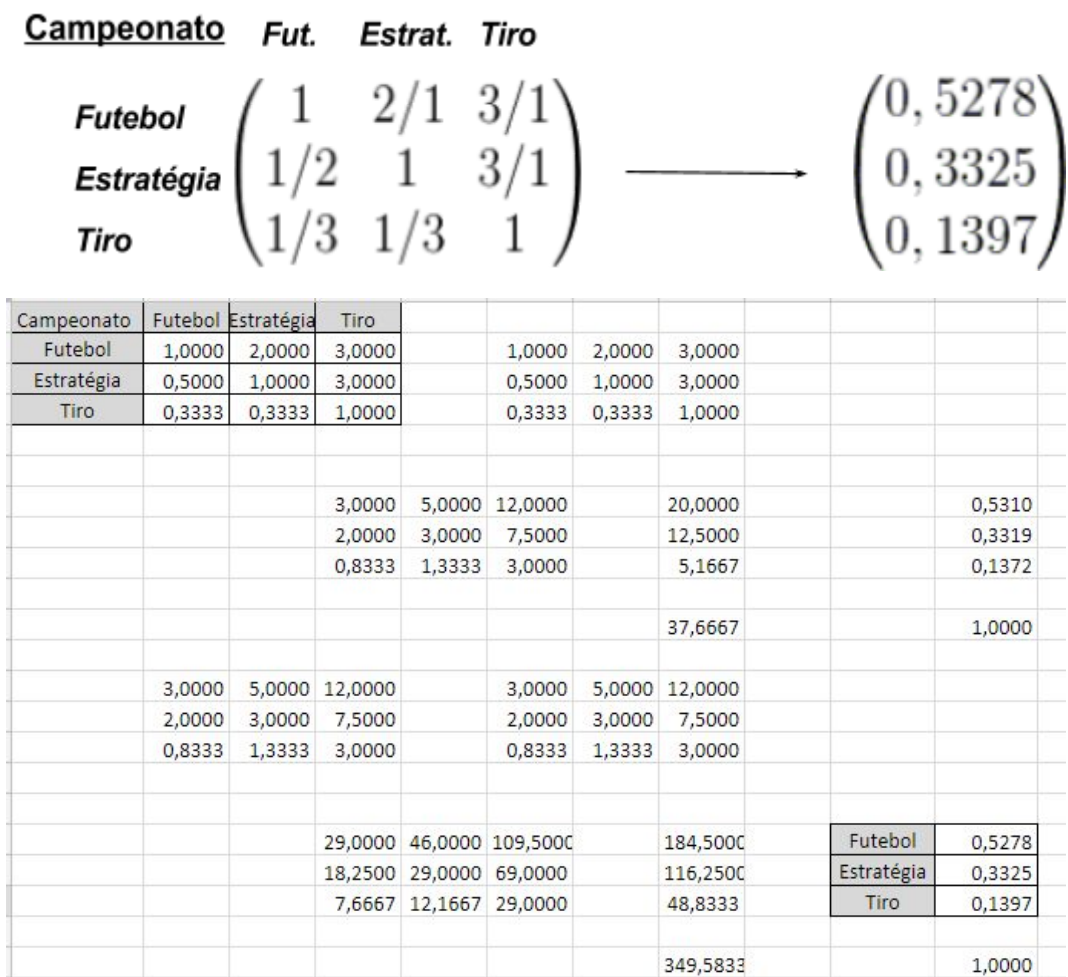 Campeonato Fut. Estrat. Tiro
Futebol 1 2/1 3/1 0, 5278
Estratégia 1/2 1 3/1 0, 3325
Tiro 1/3 1/3 1 0, 1397
Campeonato Futebol Estratégia Tiro
Futebol 1,0000 2,0000 3,0000 1,0000 2,0000 3,0000
Estratégia 0,5000 1,0000 3,0000 0,5000 1,0000 3,0000
Tiro 0,3333 0,3333 1,0000 0,3333 0,3333 1,0000
3,0000 5,0000 12,0000 20,0000 0,5310
2,0000 3,0000 7,5000 12,5000 0,3319
0,8333 1,3333 3,0000 5,1667 0,1372
37,6667 1,0000
3,0000 5,0000 12,0000 3,0000 5,0000 12,0000
2,0000 3,0000 7,5000 2,0000 3,0000 7,5000
0,8333 1,3333 3,0000 0,8333 1,3333 3,0000
29,0000 46,0000 109,5000 184,5000 Futebol 0,5278
18,2500 29,0000 69,0000 116,2500 Estratégia 0,3325
7,6667 12,1667 29,0000 48,8333 Tiro 0,1397
349,5833 1,0000